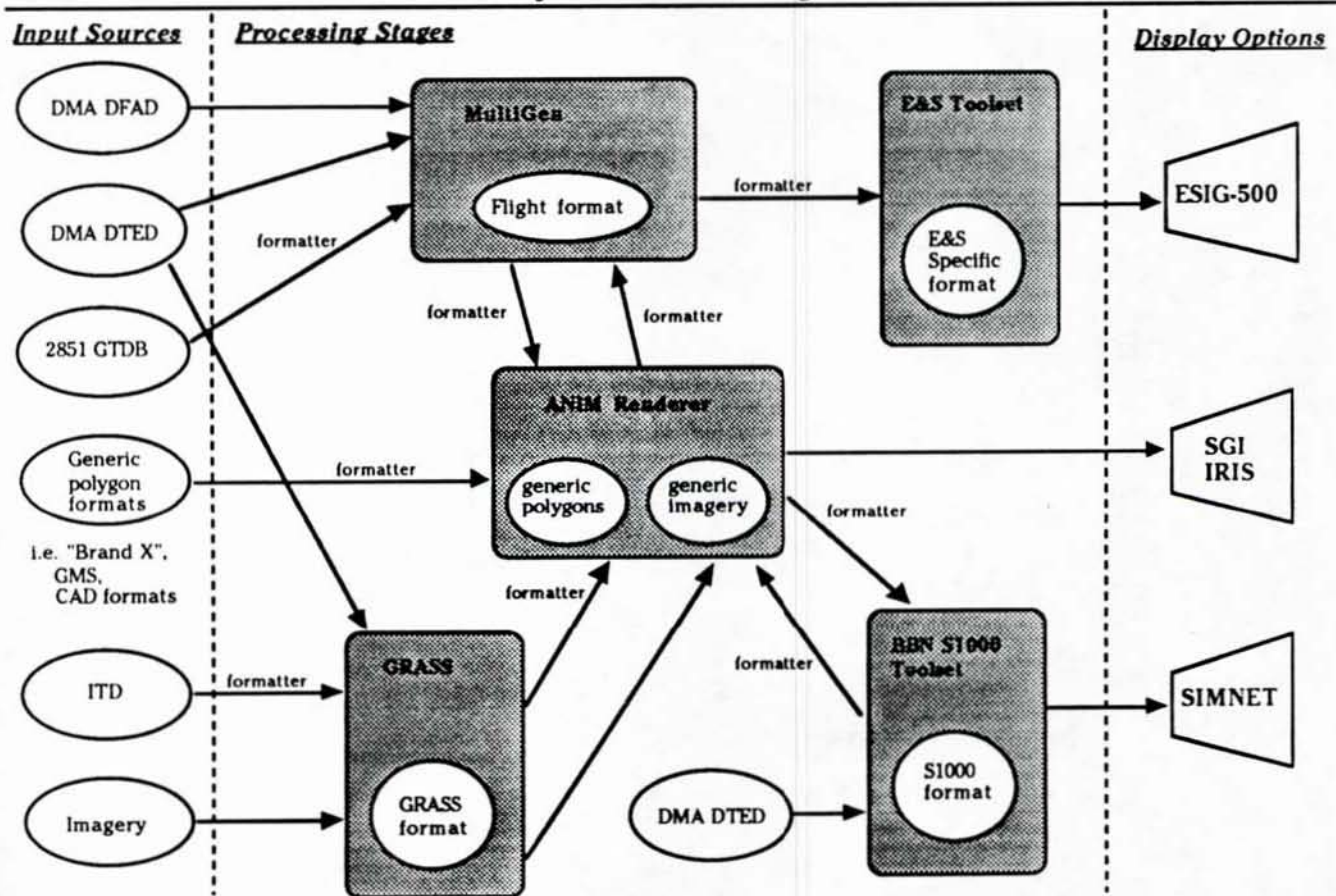 Input Sources
Processing Stages
Display Options
DMA DFAD
MultiGen
E&S Toolset
Flight format
formatter
ESIG-500
DMA DTED
formatter
E&S
Specific
format
2851 GTDB
formatter
formatter
ANIM Renderer
SGI
IRIS
Generic
polygon
formats
formatter
generic
polygons
generic
imagery
formatter
i.e. "Brand X",
GMS,
CAD formats
formatter
GRASS
formatter
BBN S1000
Toolset
ITD
formatter
SIMNET
GRASS
format
S1000
format
Imagery
DMA DTED